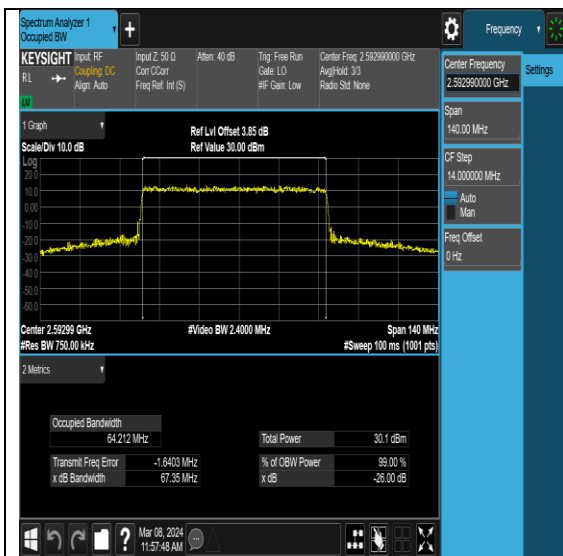 Spectrum Analyzer 1
Occupied BW
+
Frequency
KEYSIGHT
Input: RF
Input Z: 50 Ω
Atten: 40 dB
Trig: Free Run
Center Freq: 2.592990000 GHz
RL
Coupling: DC
Corr CCorr
Gate: LO
Avg|Hold: 3/3
Align: Auto
Freq Ref: Int (S)
#IF Gain: Low
Radio Std: None
Center Frequency
2.592990000 GHz
Settings
Span
140.00 MHz
CF Step
14.000000 MHz
Auto
Man
Freq Offset
0 Hz
1 Graph
Ref Lvl Offset 3.85 dB
Scale/Div 10.0 dB
Ref Value 30.00 dBm
Log
20.0
10.0
0.00
-10.0
-20.0
-30.0
-40.0
-50.0
-60.0
Center 2.59299 GHz
#Video BW 2.4000 MHz
Span 140 MHz
#Res BW 750.00 kHz
#Sweep 100 ms (1001 pts)
2 Metrics
Occupied Bandwidth
64.212 MHz
Total Power
30.1 dBm
Transmit Freq Error
-1.6403 MHz
% of OBW Power
99.00 %
x dB Bandwidth
67.35 MHz
x dB
-26.00 dB
?
Mar 08, 2024
11:57:48 AM